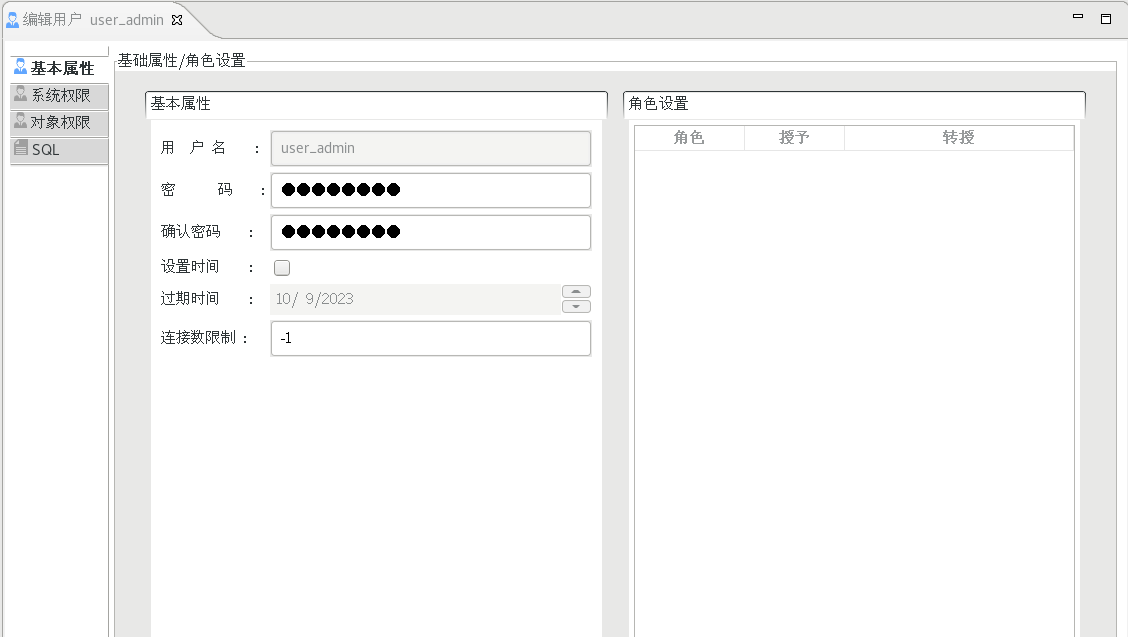 编辑用户 user_admin
基本属性
系统权限
对象权限
SQL
基础属性/角色设置
基本属性
用 户 名 : user_admin
密 码 : ●●●●●●●●
确认密码 : ●●●●●●●●
设置时间 :
过期时间 : 10/ 9/2023
连接数限制 : -1
角色设置
角色 授予 转授